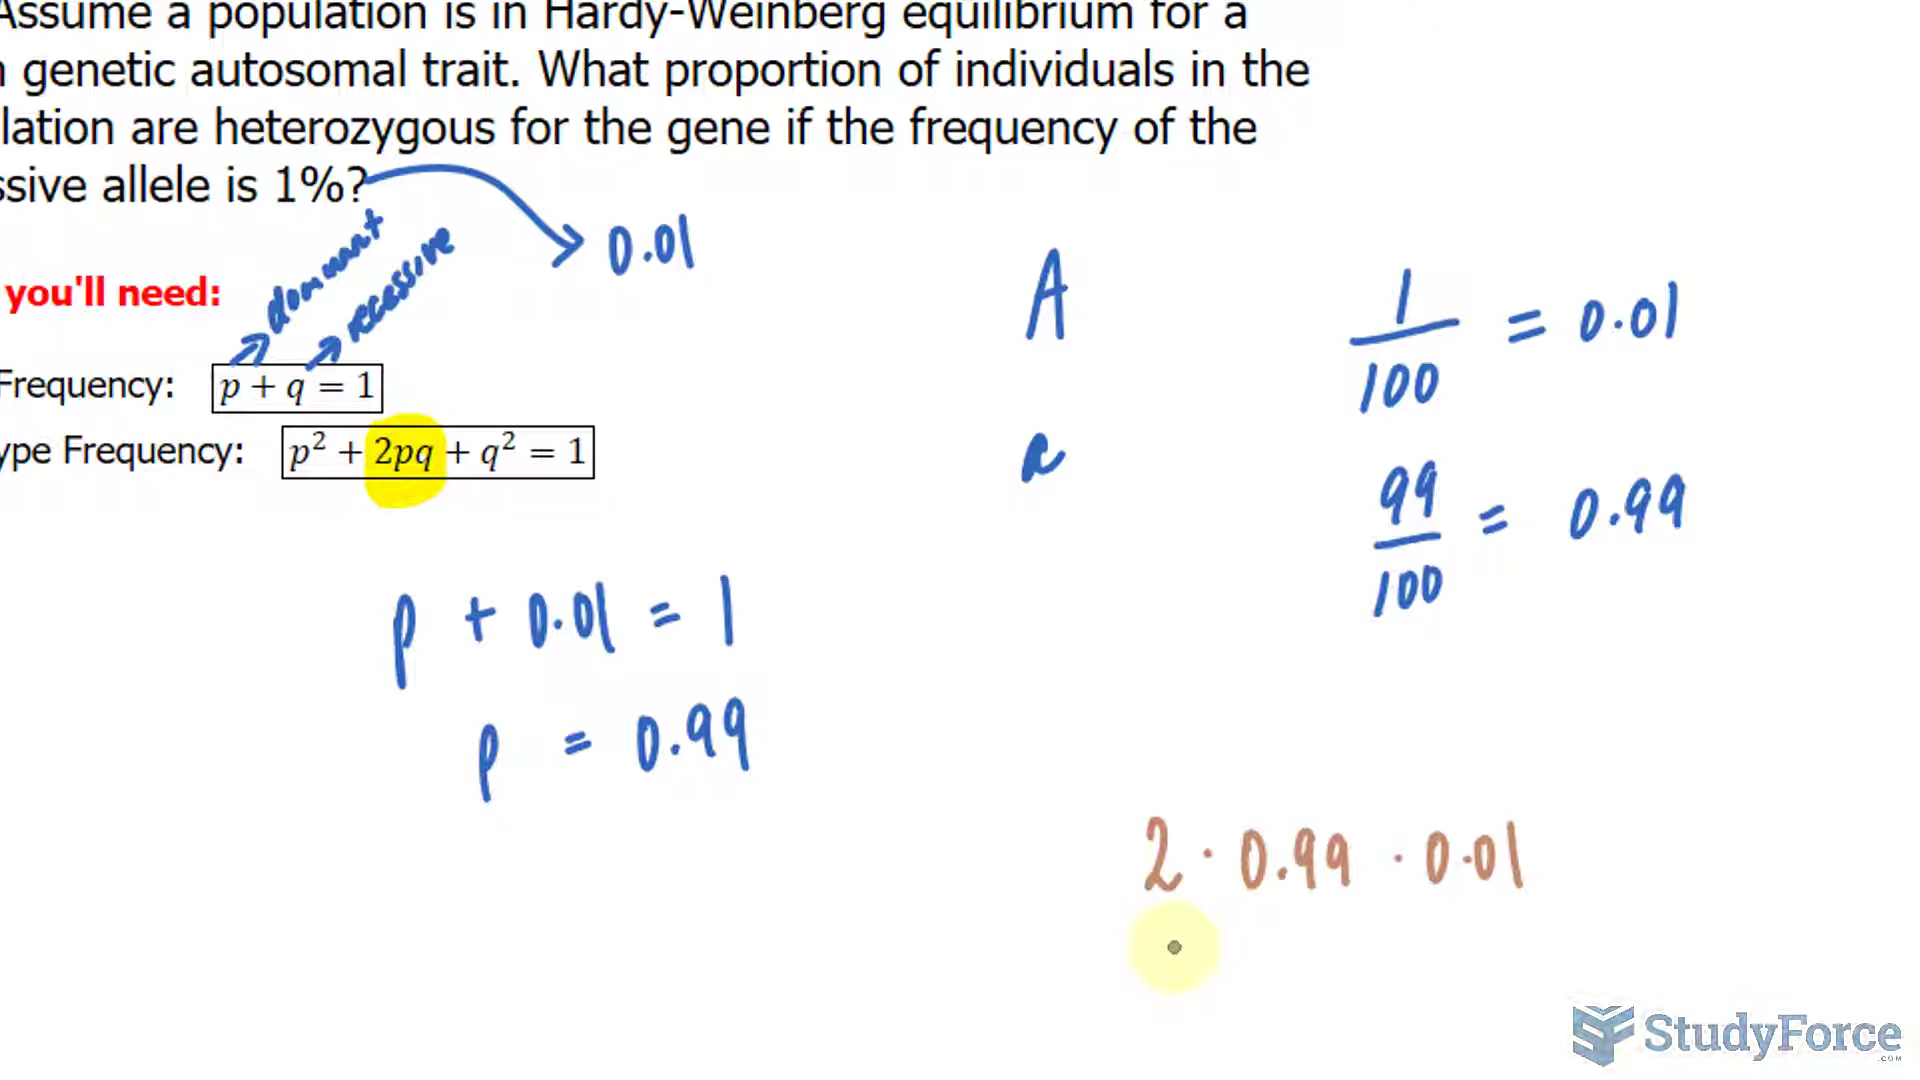 Assume a population is in Hardy-Weinberg equilibrium for a
genetic autosomal trait. What proportion of individuals in the
lation are heterozygous for the gene if the frequency of the
ssive allele is 1%?
0.01
dominant
recessive
you'll need:
Frequency: p + q = 1
ype Frequency: p² + 2pq + q² = 1
A
a
1/100 = 0.01
99/100 = 0.99
p + 0.01 = 1
p = 0.99
2 · 0.99 · 0.01
StudyForce
.COM